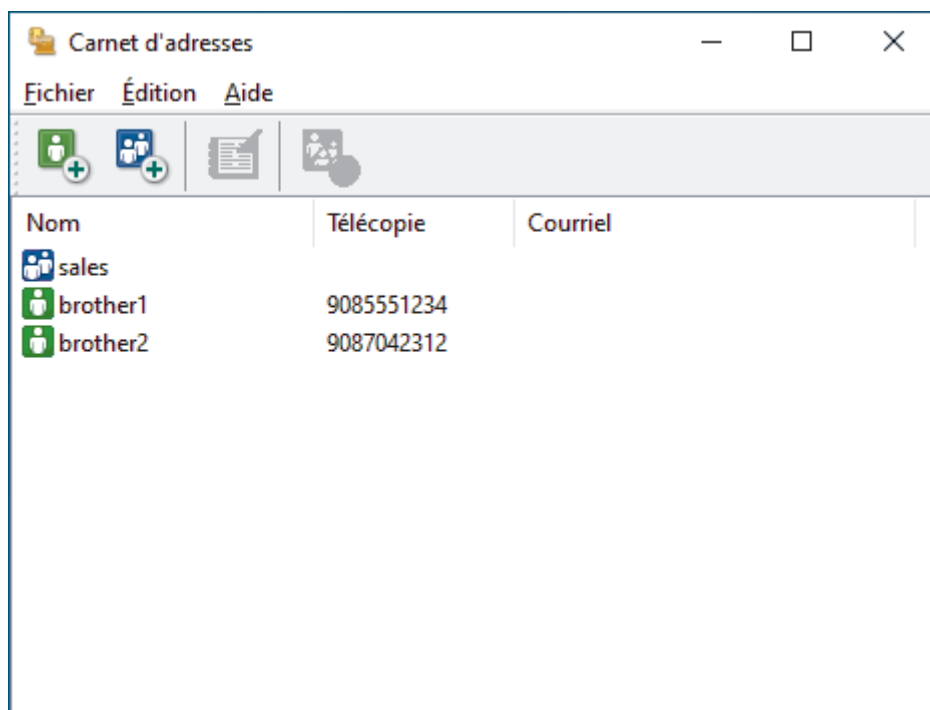 Carnet d'adresses
Fichier Édition Aide
Nom Télécopie Courriel
sales
brother1 9085551234
brother2 9087042312